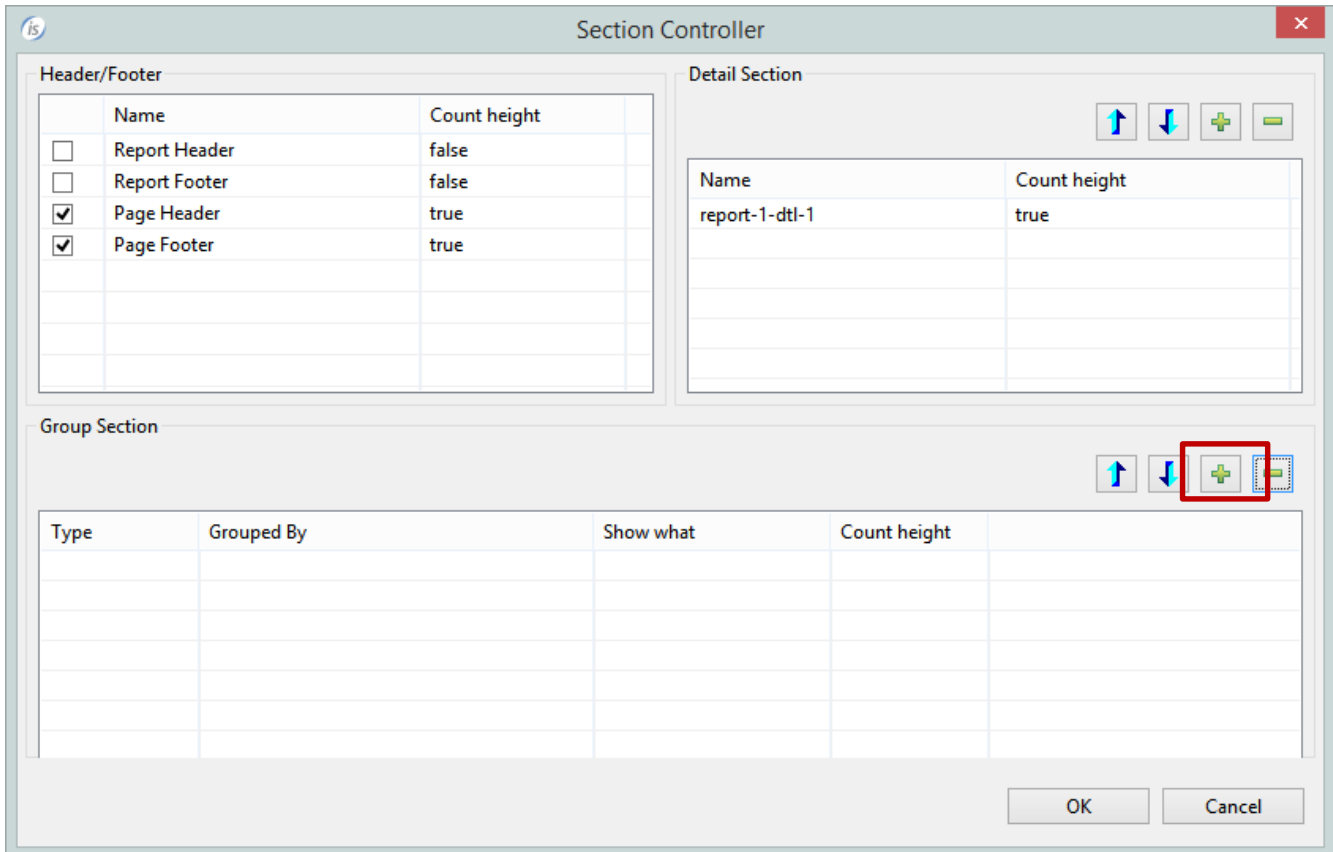 is
Section Controller
Header/Footer
Name Count height
Report Header false
Report Footer false
Page Header true
Page Footer true
Detail Section
Name Count height
report-1-dtl-1 true
Group Section
Type Grouped By Show what Count height
OK Cancel